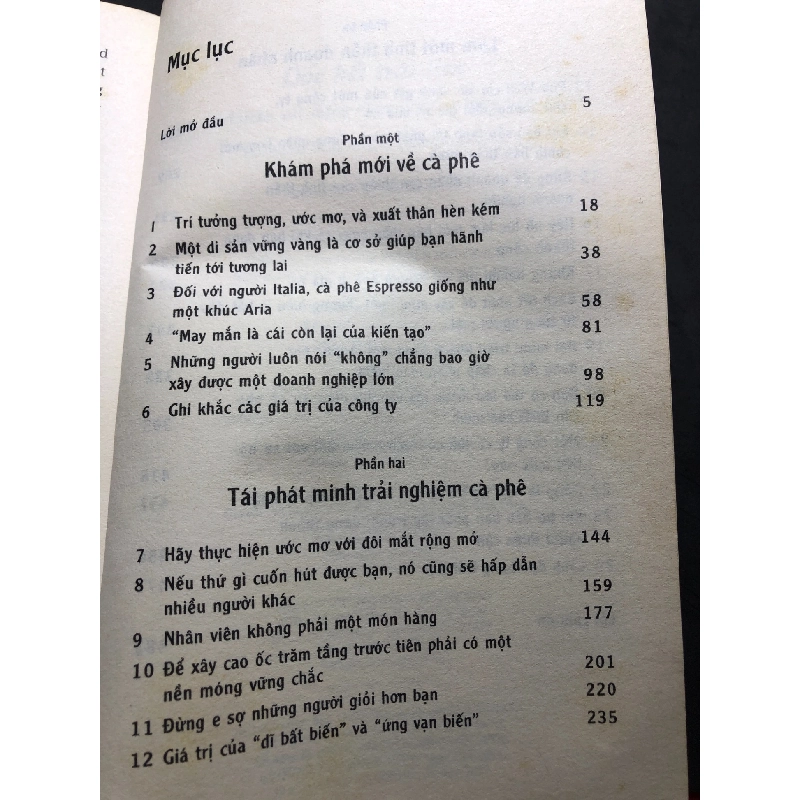 Mục lục
Lời mở đầu 5
Phần một
Khám phá mới về cà phê
1 Trí tưởng tượng, ước mơ, và xuất thân hèn kém 18
2 Một di sản vững vàng là cơ sở giúp bạn hãnh
tiến tới tương lai 38
3 Đối với người Italia, cà phê Espresso giống như
một khúc Aria 58
4 “May mắn là cái còn lại của kiến tạo” 81
5 Những người luôn nói “không” chẳng bao giờ
xây được một doanh nghiệp lớn 98
6 Ghi khắc các giá trị của công ty 119
Phần hai
Tái phát minh trải nghiệm cà phê
7 Hãy thực hiện ước mơ với đôi mắt rộng mở 144
8 Nếu thứ gì cuốn hút được bạn, nó cũng sẽ hấp dẫn
nhiều người khác 159
9 Nhân viên không phải một món hàng 177
10 Để xây cao ốc trăm tầng trước tiên phải có một
nền móng vững chắc 201
11 Đừng e sợ những người giỏi hơn bạn 220
12 Giá trị của “dĩ bất biến” và “ứng vạn biến” 235